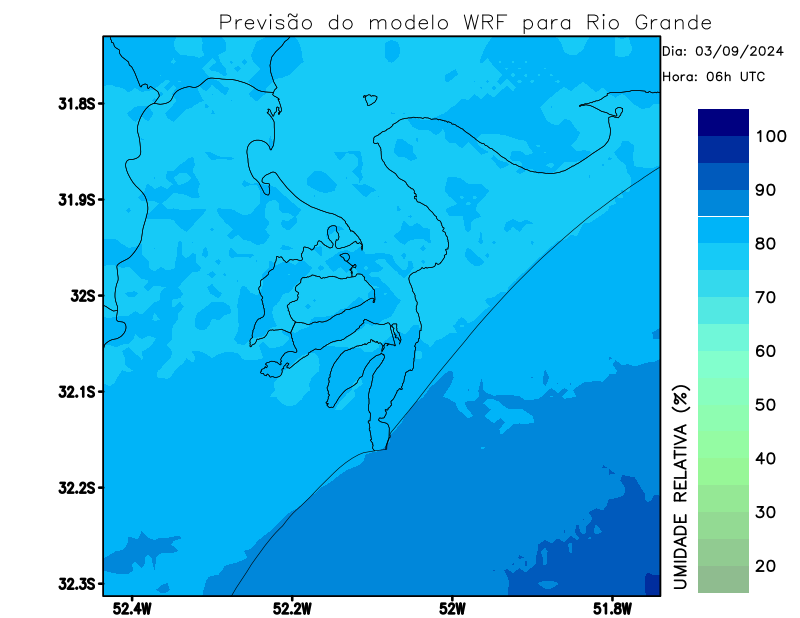 Previsão do modelo WRF para Rio Grande
Dia: 03/09/2024
Hora: 06h UTC
31.8S
31.9S
32S
32.1S
32.2S
32.3S
52.4W
52.2W
52W
51.8W
UMIDADE RELATIVA (%)
100
90
80
70
60
50
40
30
20